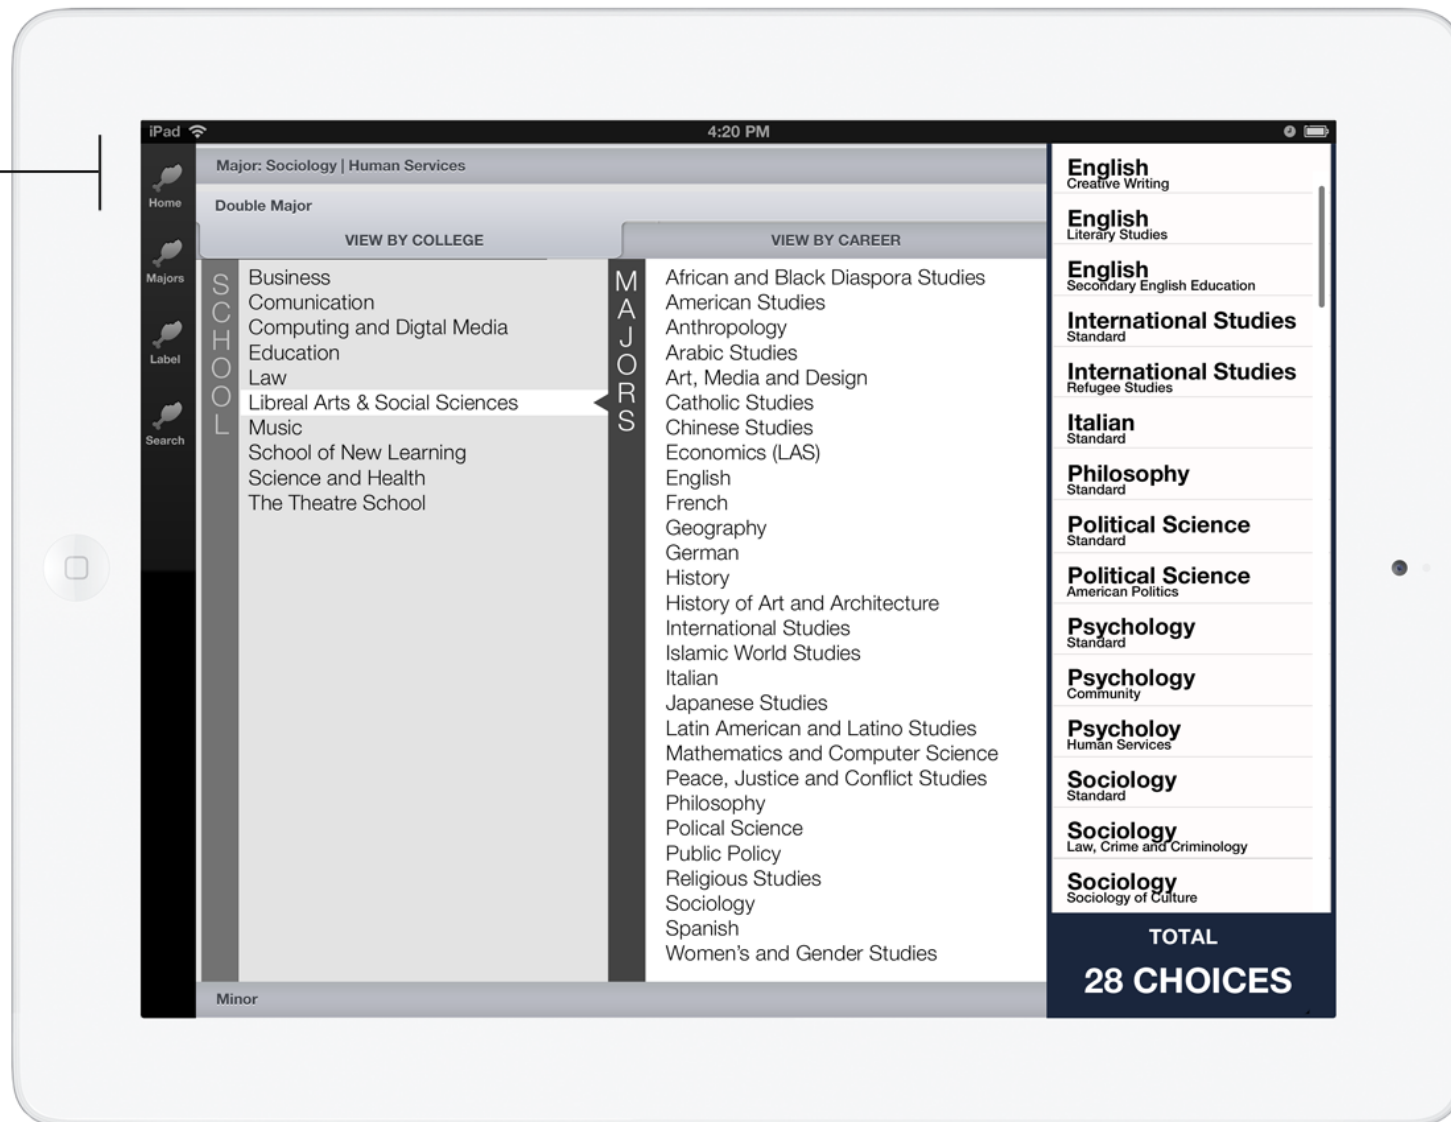 iPad
4:20 PM
Home
Majors
Label
Search
Major: Sociology | Human Services
Double Major
VIEW BY COLLEGE
VIEW BY CAREER
SCHOOL
Business
Comunication
Computing and Digtal Media
Education
Law
Libreal Arts & Social Sciences
Music
School of New Learning
Science and Health
The Theatre School
MAJORS
African and Black Diaspora Studies
American Studies
Anthropology
Arabic Studies
Art, Media and Design
Catholic Studies
Chinese Studies
Economics (LAS)
English
French
Geography
German
History
History of Art and Architecture
International Studies
Islamic World Studies
Italian
Japanese Studies
Latin American and Latino Studies
Mathematics and Computer Science
Peace, Justice and Conflict Studies
Philosophy
Polical Science
Public Policy
Religious Studies
Sociology
Spanish
Women's and Gender Studies
Minor
English
Creative Writing
English
Literary Studies
English
Secondary English Education
International Studies
Standard
International Studies
Refugee Studies
Italian
Standard
Philosophy
Standard
Political Science
Standard
Political Science
American Politics
Psychology
Standard
Psychology
Community
Psycholoy
Human Services
Sociology
Standard
Sociology
Law, Crime and Criminology
Sociology
Sociology of Culture
TOTAL
28 CHOICES